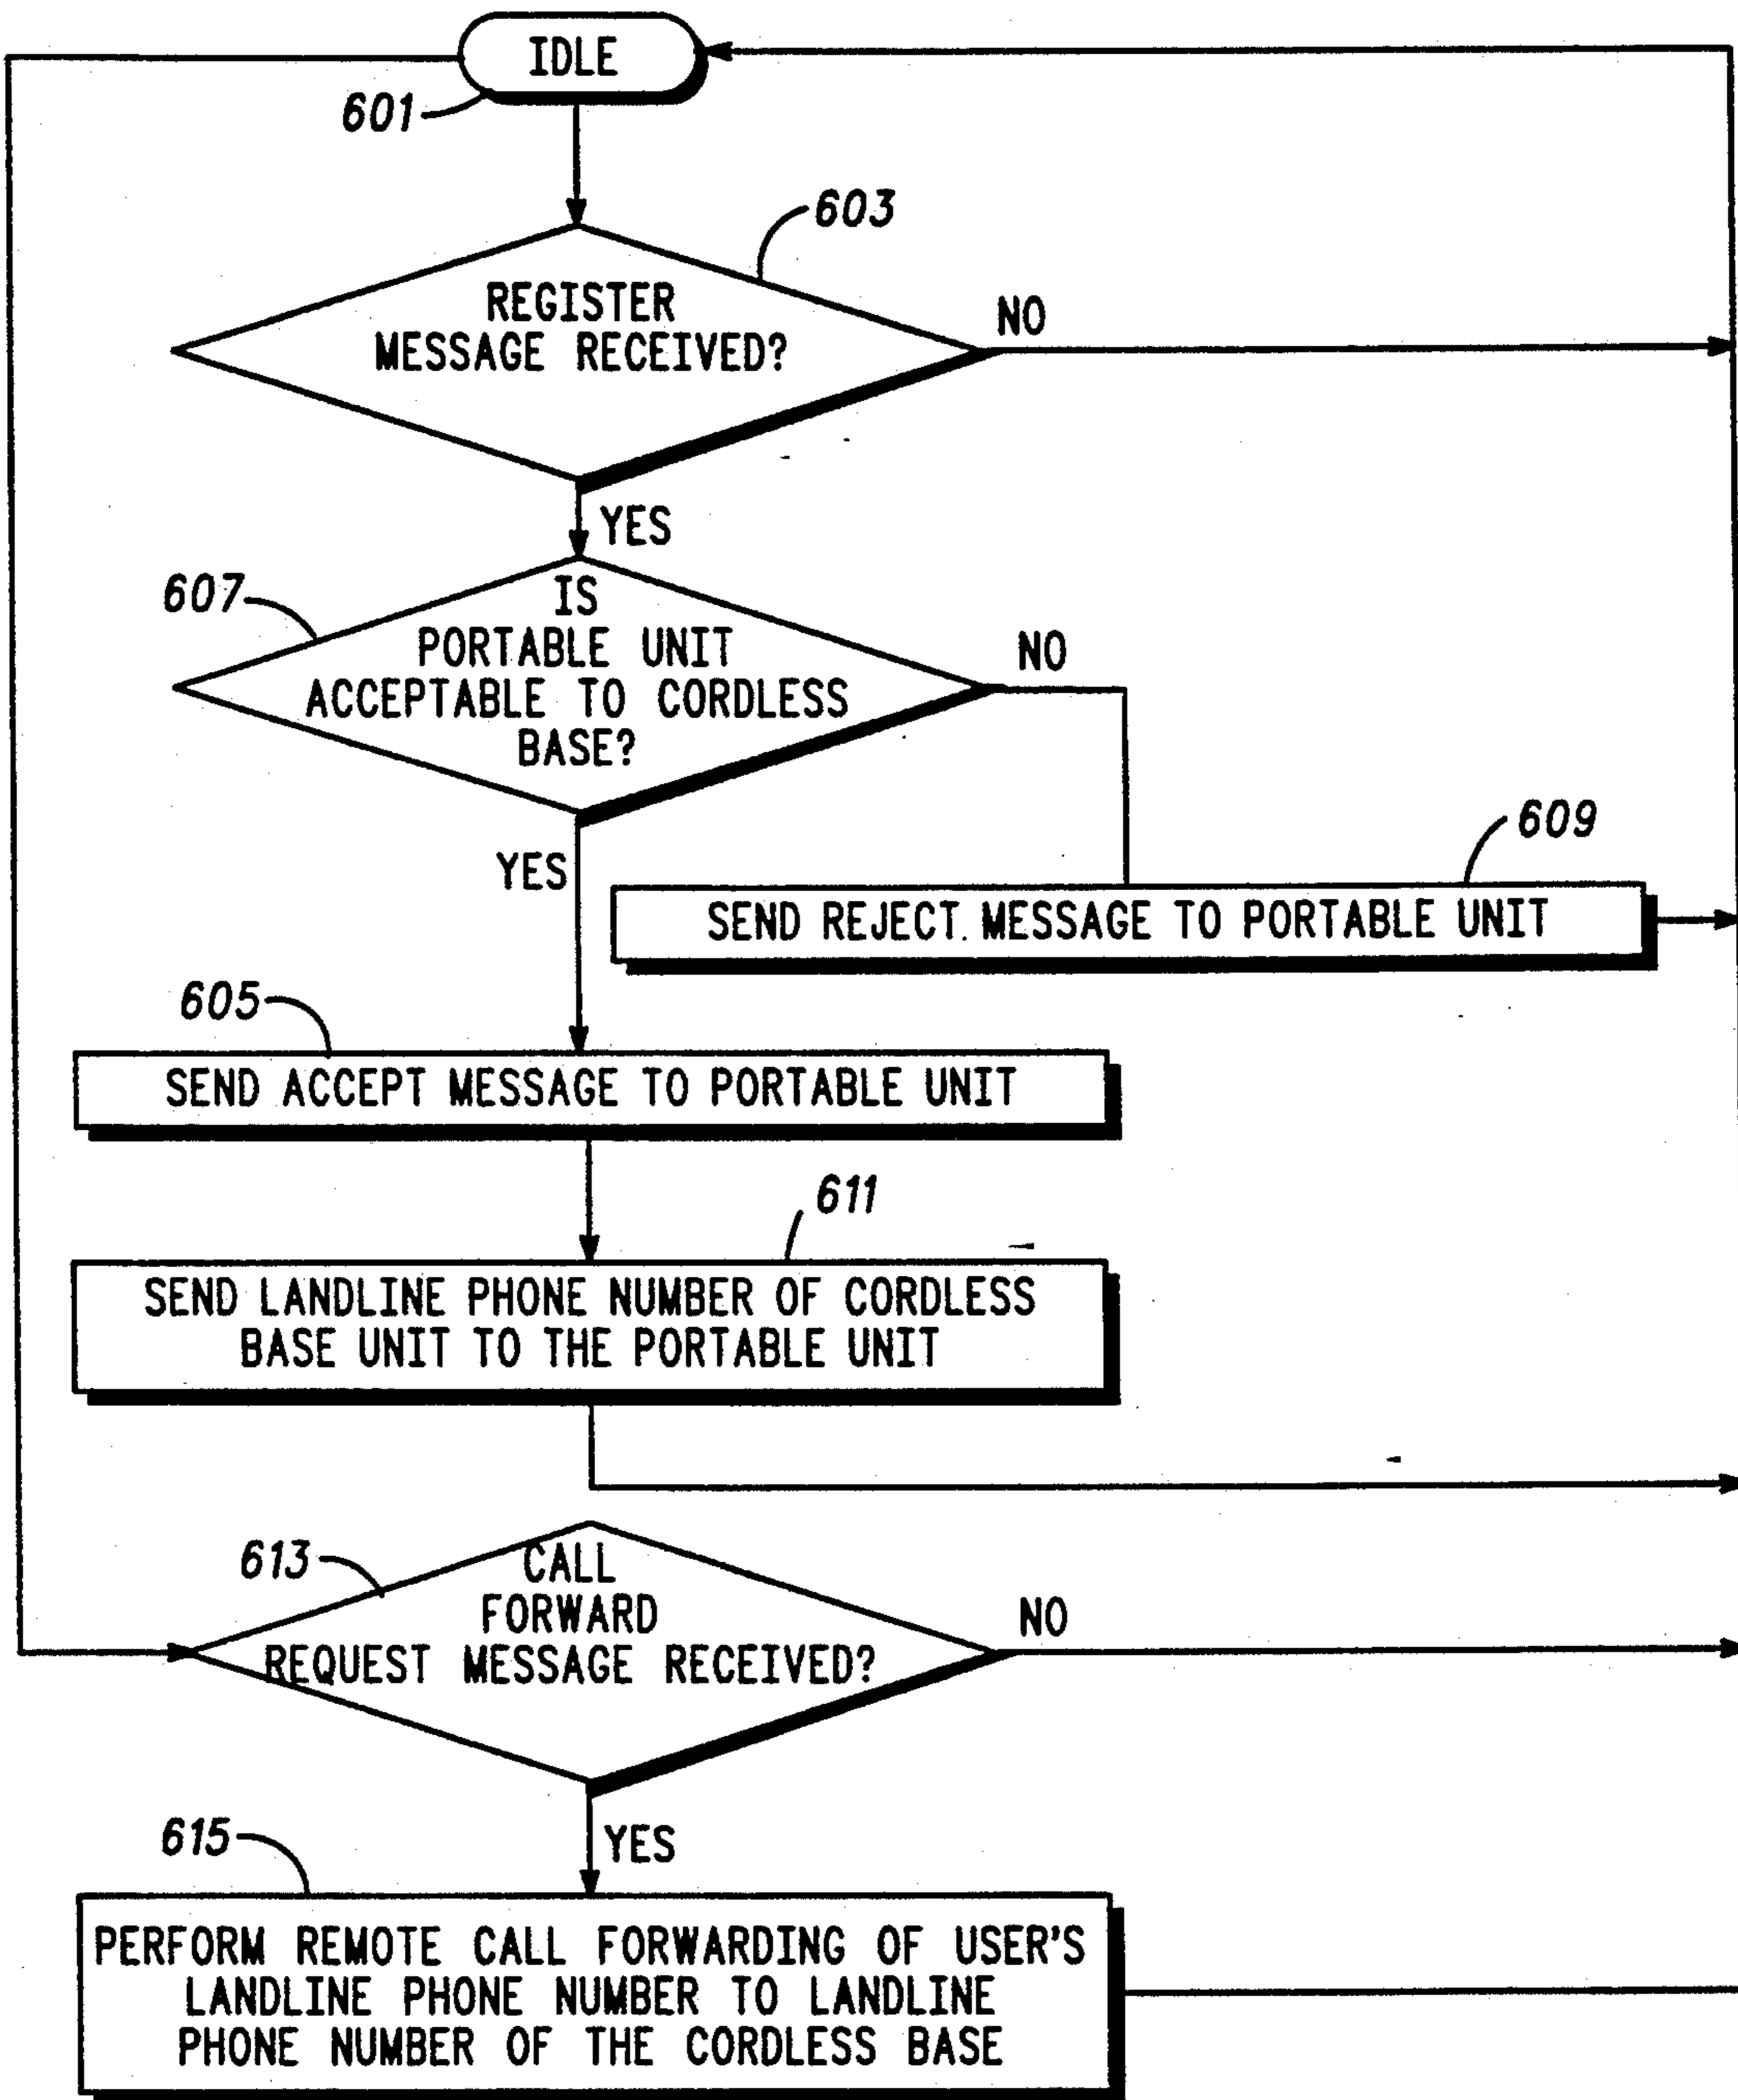 IDLE
601
603
REGISTER
MESSAGE RECEIVED?
NO
YES
607
IS
PORTABLE UNIT
ACCEPTABLE TO CORDLESS
BASE?
NO
YES
609
SEND REJECT MESSAGE TO PORTABLE UNIT
605
SEND ACCEPT MESSAGE TO PORTABLE UNIT
611
SEND LANDLINE PHONE NUMBER OF CORDLESS
BASE UNIT TO THE PORTABLE UNIT
613
CALL
FORWARD
REQUEST MESSAGE RECEIVED?
NO
YES
615
PERFORM REMOTE CALL FORWARDING OF USER'S
LANDLINE PHONE NUMBER TO LANDLINE
PHONE NUMBER OF THE CORDLESS BASE